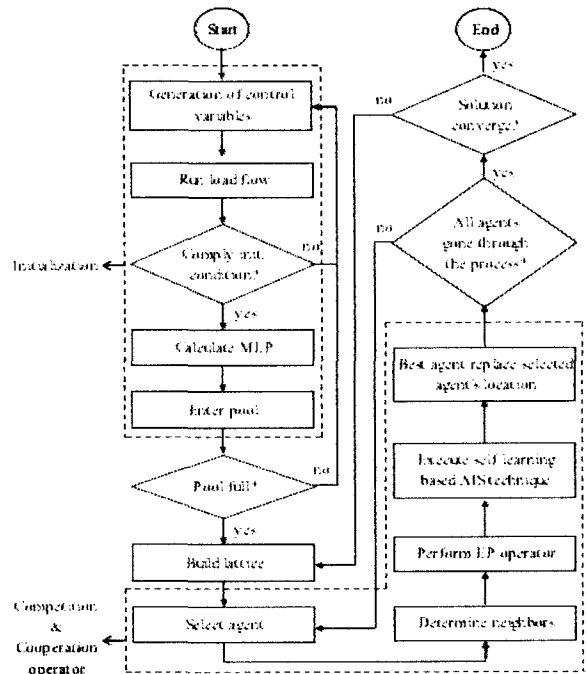 Start
Generation of control
variables
Run load flow
Comply init.
condition?
no
Initialization
yes
Calculate MLP
Enter pool
Pool full?
no
yes
Build lattice
Select agent
Competition
&
Cooperation
operator
End
yes
Solution
converge?
no
yes
All agents
gone through
the process?
no
Best agent replace selected
agent's location
Execute self learning
based AIS technique
Perform EP operator
Determine neighbors